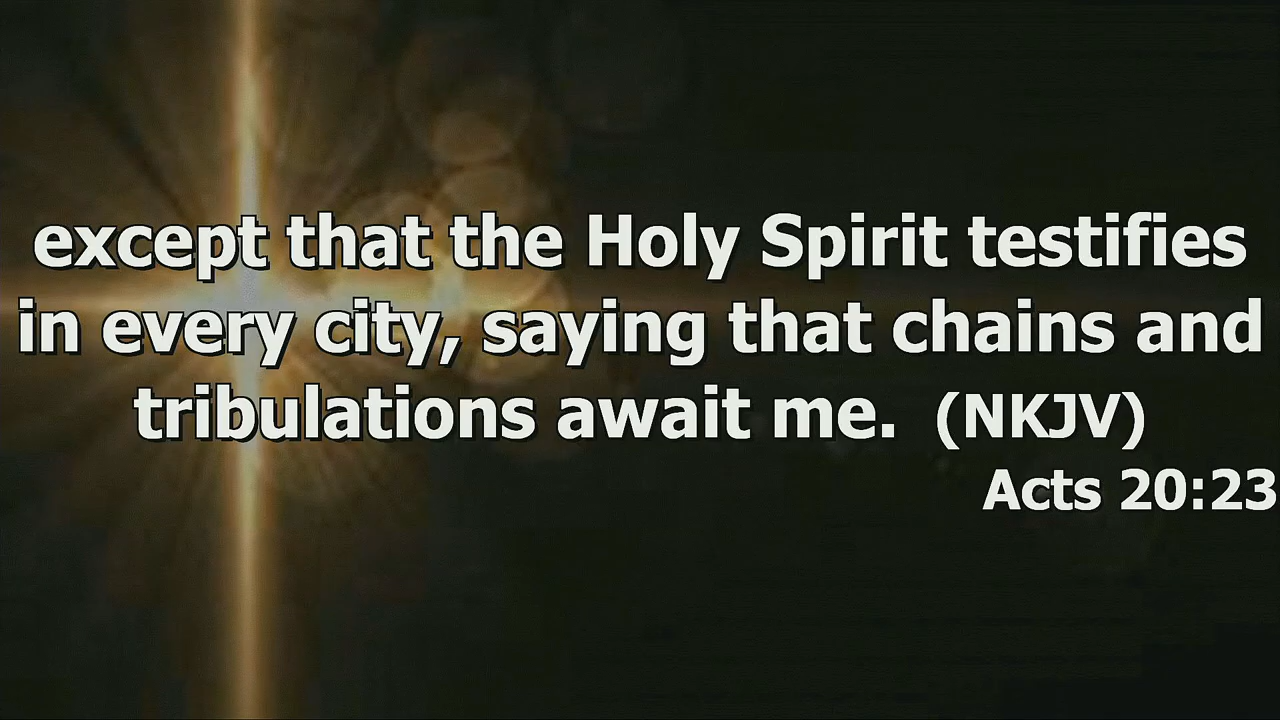 except that the Holy Spirit testifies
in every city, saying that chains and
tribulations await me. (NKJV)
Acts 20:23